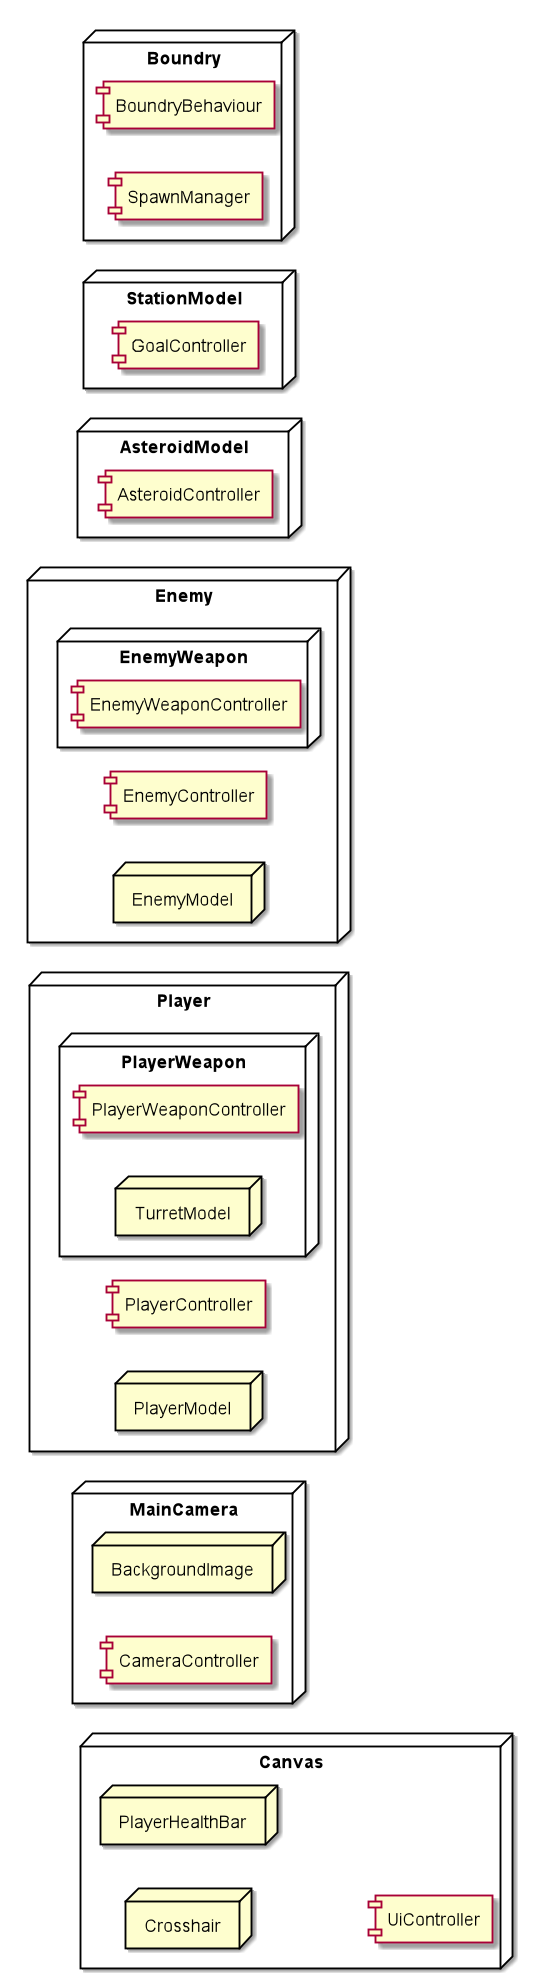 Boundry
BoundryBehaviour
SpawnManager
StationModel
GoalController
AsteroidModel
AsteroidController
Enemy
EnemyWeapon
EnemyWeaponController
EnemyController
EnemyModel
Player
PlayerWeapon
PlayerWeaponController
TurretModel
PlayerController
PlayerModel
MainCamera
BackgroundImage
CameraController
Canvas
PlayerHealthBar
Crosshair
UiController